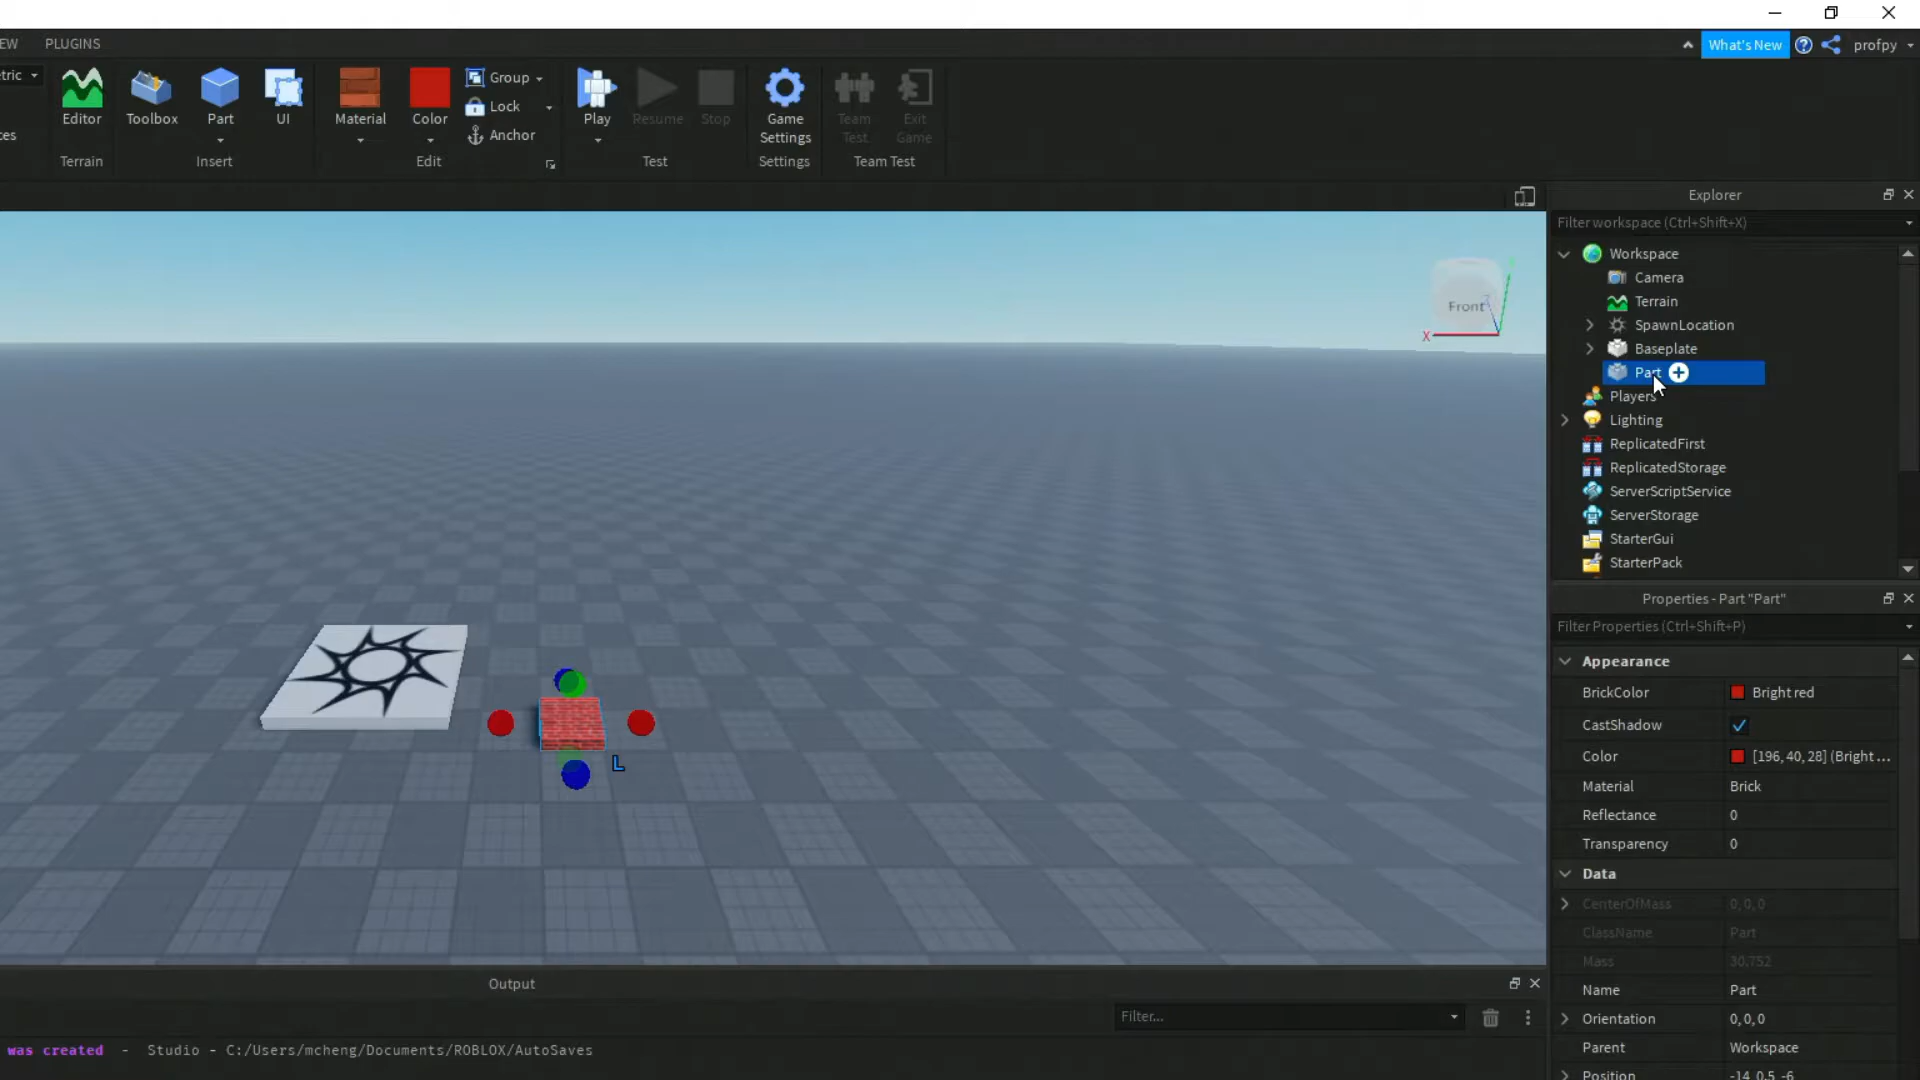 EW PLUGINS
What's New
profpy
tric
ces
Editor
Toolbox
Part
UI
Material
Color
Group
Lock
Anchor
Play
Resume
Stop
Game Settings
Team Test
Exit Game
Terrain
Insert
Edit
Test
Settings
Team Test
Explorer
Filter workspace (Ctrl+Shift+X)
Workspace
Camera
Terrain
SpawnLocation
Baseplate
Part
Players
Lighting
ReplicatedFirst
ReplicatedStorage
ServerScriptService
ServerStorage
StarterGui
StarterPack
Front
X
Z
L
Properties - Part "Part"
Filter Properties (Ctrl+Shift+P)
Appearance
BrickColor Bright red
CastShadow
Color [196, 40, 28] (Bright ...
Material Brick
Reflectance 0
Transparency 0
Data
CenterOfMass 0, 0, 0
ClassName Part
Mass 30.752
Name Part
Orientation 0, 0, 0
Parent Workspace
Position -14, 0.5, -6
Output
Filter...
was created - Studio - C:/Users/mcheng/Documents/ROBLOX/AutoSaves